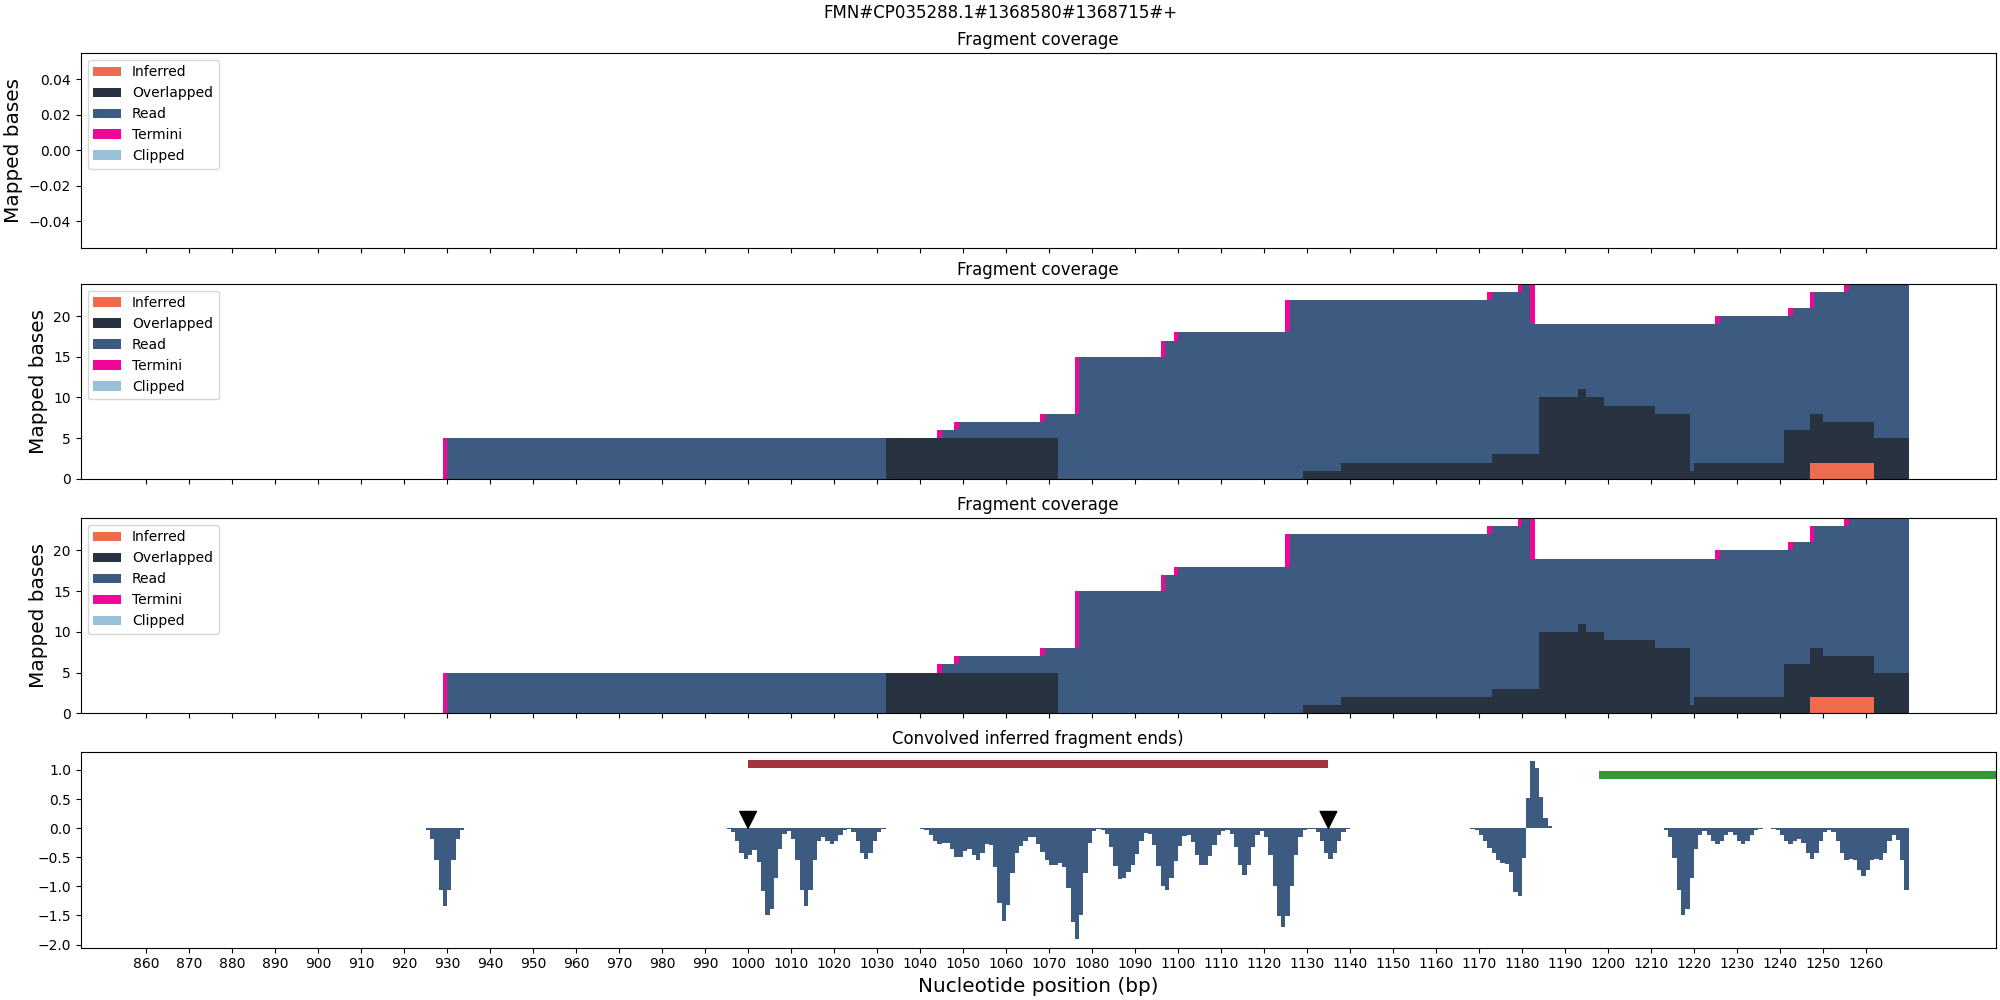 FMN#CP035288.1#1368580#1368715#+
Fragment coverage
Mapped bases
0.04
0.02
0.00
−0.02
−0.04
Inferred
Overlapped
Read
Termini
Clipped
Fragment coverage
Mapped bases
20
15
10
5
0
Inferred
Overlapped
Read
Termini
Clipped
Fragment coverage
Mapped bases
20
15
10
5
0
Inferred
Overlapped
Read
Termini
Clipped
Convolved inferred fragment ends)
1.0
0.5
0.0
−0.5
−1.0
−1.5
−2.0
860 870 880 890 900 910 920 930 940 950 960 970 980 990 1000 1010 1020 1030 1040 1050 1060 1070 1080 1090 1100 1110 1120 1130 1140 1150 1160 1170 1180 1190 1200 1210 1220 1230 1240 1250 1260
Nucleotide position (bp)